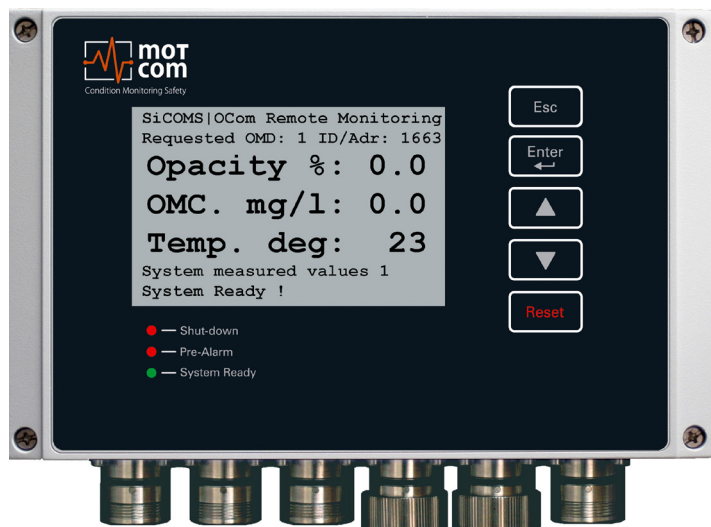 мот
com
Condition Monitoring Safety
SiCOMS|OCom Remote Monitoring
Requested OMD: 1 ID/Adr: 1663
Opacity %: 0.0
OMC. mg/l: 0.0
Temp. deg: 23
System measured values 1
System Ready !
Shut-down
Pre-Alarm
System Ready
Esc
Enter
Reset